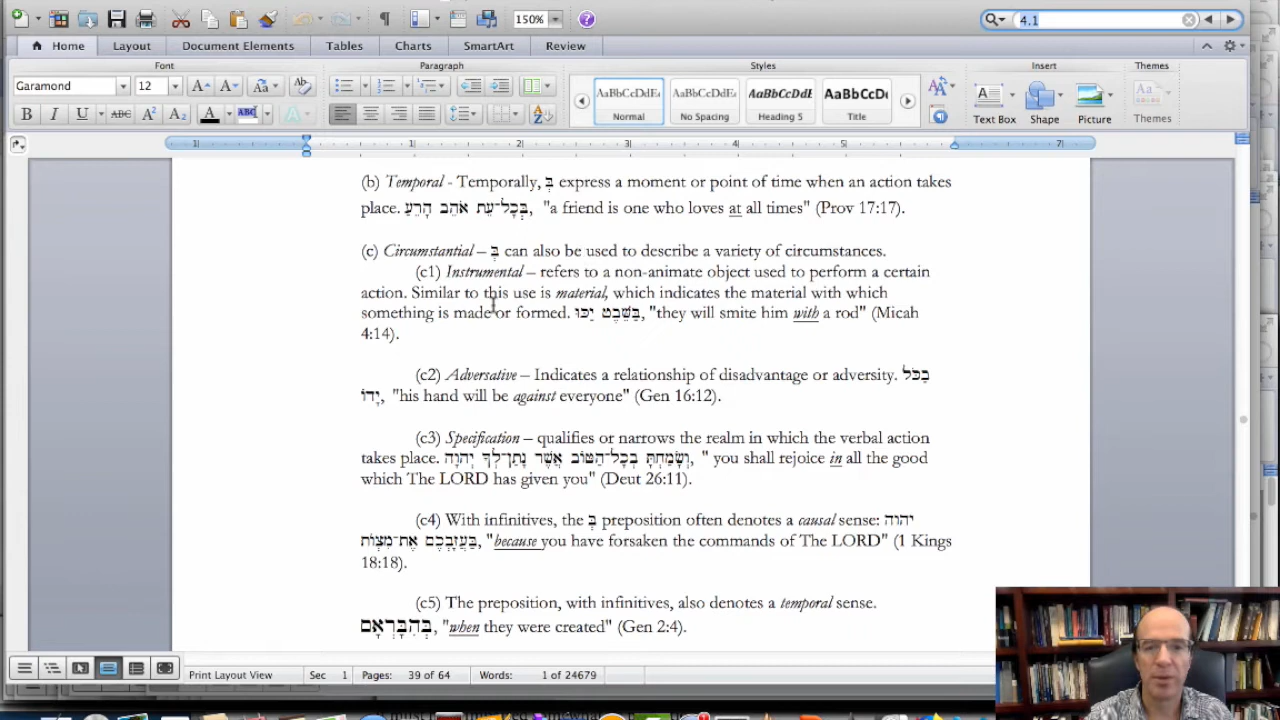 150%
4.1
Home Layout Document Elements Tables Charts SmartArt Review
Font Paragraph Styles Insert Themes
Garamond 12
AaBbCcDdEe AaBbCcDdEe AaBbCcDdE AaBbCcDc
Normal No Spacing Heading 5 Title
Text Box Shape Picture Themes
(b) Temporal - Temporally, בְּ express a moment or point of time when an action takes
place. בְּכָל־עֵת אֹהֵב הָרֵעַ, "a friend is one who loves at all times" (Prov 17:17).
(c) Circumstantial – בְּ can also be used to describe a variety of circumstances.
(c1) Instrumental – refers to a non-animate object used to perform a certain
action. Similar to this use is material, which indicates the material with which
something is made or formed. בַּשֵּׁבֶט יַכּוּ, "they will smite him with a rod" (Micah
4:14).
(c2) Adversative – Indicates a relationship of disadvantage or adversity. בַכֹּל
יָדוֹ, "his hand will be against everyone" (Gen 16:12).
(c3) Specification – qualifies or narrows the realm in which the verbal action
takes place. וְשָׂמַחְתָּ בְכָל־הַטּוֹב אֲשֶׁר נָתַן־לְךָ יְהוָה, " you shall rejoice in all the good
which The LORD has given you" (Deut 26:11).
(c4) With infinitives, the בְּ preposition often denotes a causal sense: יהוה
בַּעֲזָבְכֶם אֶת־מִצְוֹת, "because you have forsaken the commands of The LORD" (1 Kings
18:18).
(c5) The preposition, with infinitives, also denotes a temporal sense.
בְּהִבָּרְאָם, "when they were created" (Gen 2:4).
Print Layout View Sec 1 Pages: 39 of 64 Words: 1 of 24679